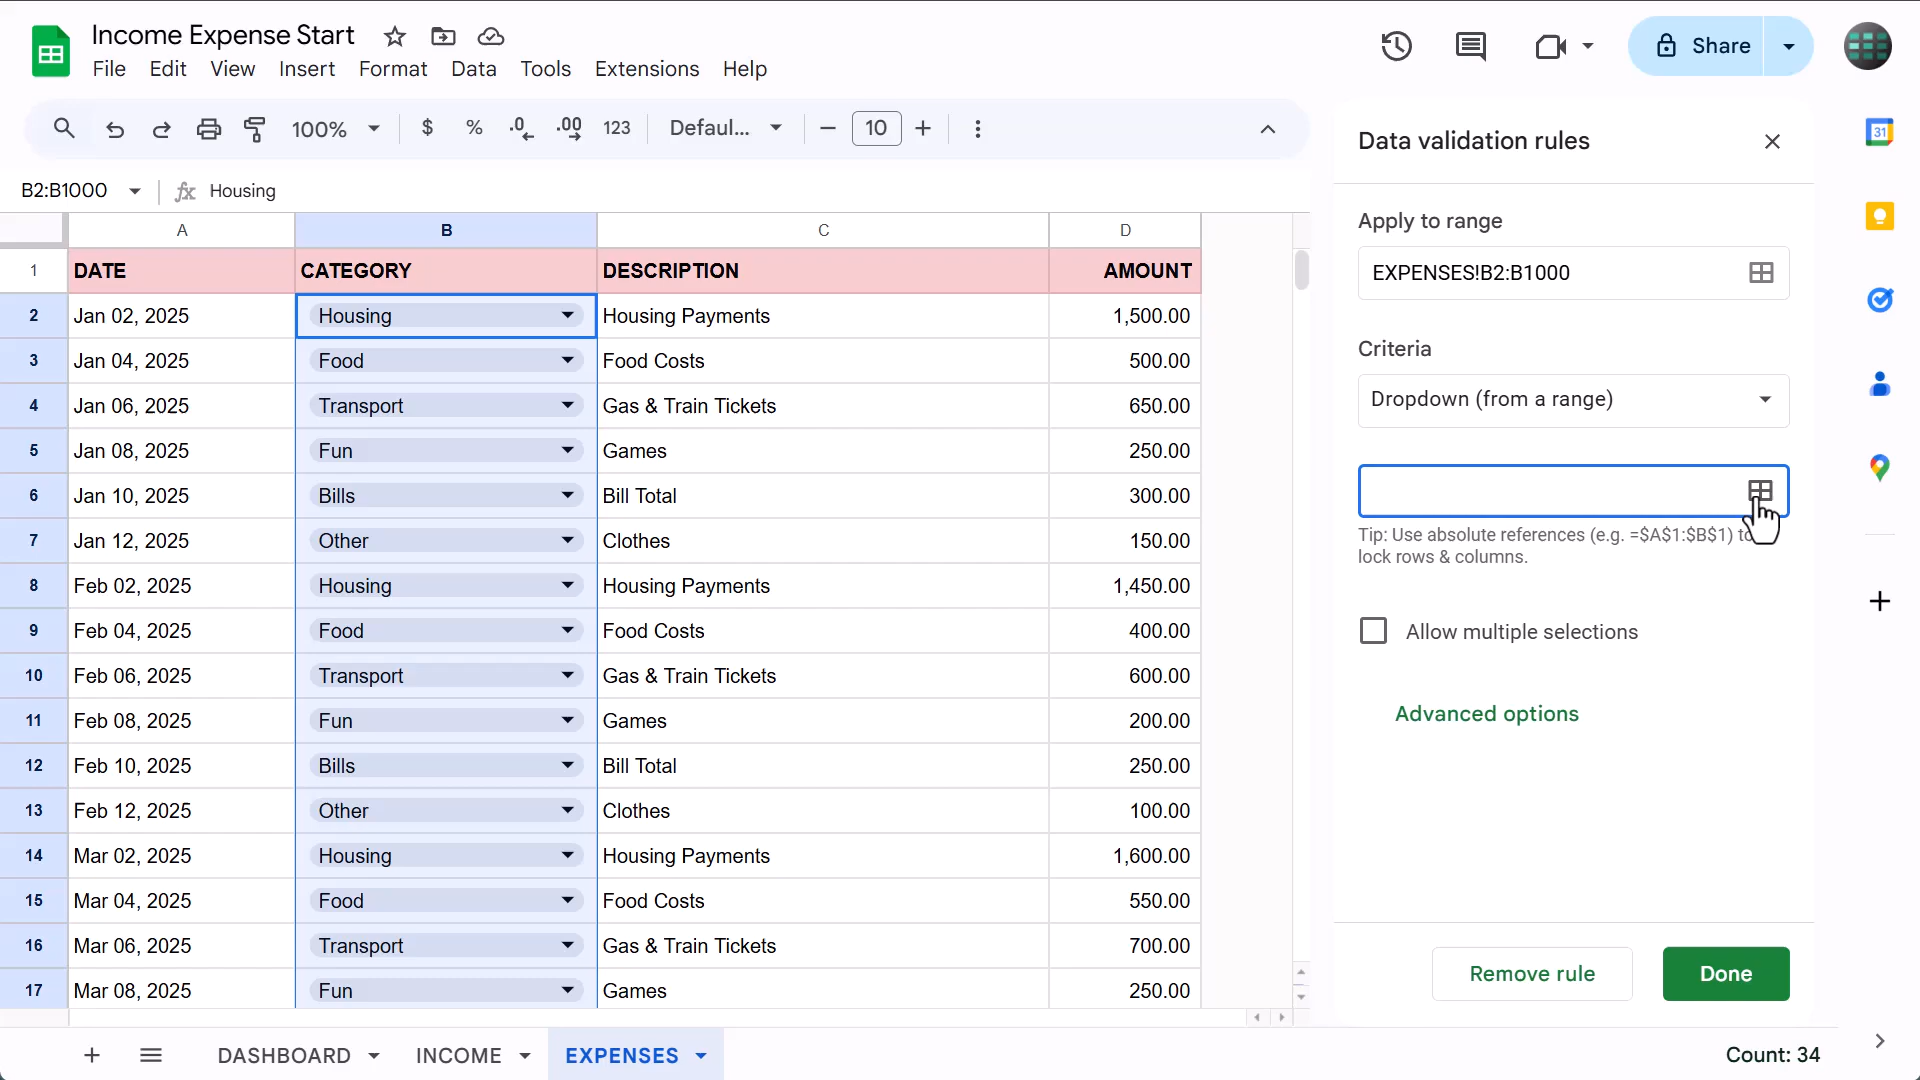 Income Expense Start
File Edit View Insert Format Data Tools Extensions Help
Share
100% $ % .0 .00 123 Defaul... 10
B2:B1000 fx Housing
A B C D
1 DATE CATEGORY DESCRIPTION AMOUNT
2 Jan 02, 2025 Housing Housing Payments 1,500.00
3 Jan 04, 2025 Food Food Costs 500.00
4 Jan 06, 2025 Transport Gas & Train Tickets 650.00
5 Jan 08, 2025 Fun Games 250.00
6 Jan 10, 2025 Bills Bill Total 300.00
7 Jan 12, 2025 Other Clothes 150.00
8 Feb 02, 2025 Housing Housing Payments 1,450.00
9 Feb 04, 2025 Food Food Costs 400.00
10 Feb 06, 2025 Transport Gas & Train Tickets 600.00
11 Feb 08, 2025 Fun Games 200.00
12 Feb 10, 2025 Bills Bill Total 250.00
13 Feb 12, 2025 Other Clothes 100.00
14 Mar 02, 2025 Housing Housing Payments 1,600.00
15 Mar 04, 2025 Food Food Costs 550.00
16 Mar 06, 2025 Transport Gas & Train Tickets 700.00
17 Mar 08, 2025 Fun Games 250.00
DASHBOARD INCOME EXPENSES
Count: 34
Data validation rules
Apply to range
EXPENSES!B2:B1000
Criteria
Dropdown (from a range)
Tip: Use absolute references (e.g. =$A$1:$B$1) to
lock rows & columns.
Allow multiple selections
Advanced options
Remove rule Done
31